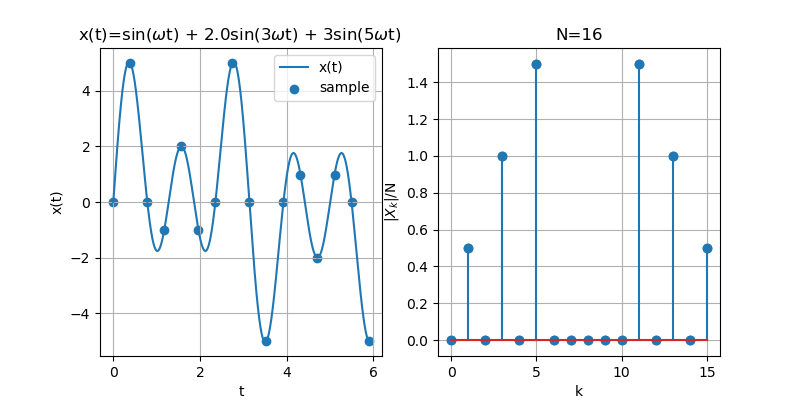 x(t)=sin(ωt) + 2.0sin(3ωt) + 3sin(5ωt)
x(t)
sample
4
2
0
−2
−4
x(t)
0
2
4
6
t
N=16
1.4
1.2
1.0
0.8
0.6
0.4
0.2
0.0
|X_k|/N
0
5
10
15
k